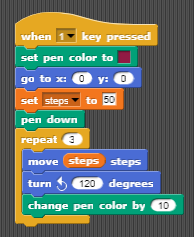 when 1 key pressed
set pen color to
go to x: 0 y: 0
set steps to 50
pen down
repeat 3
move steps steps
turn 120 degrees
change pen color by 10